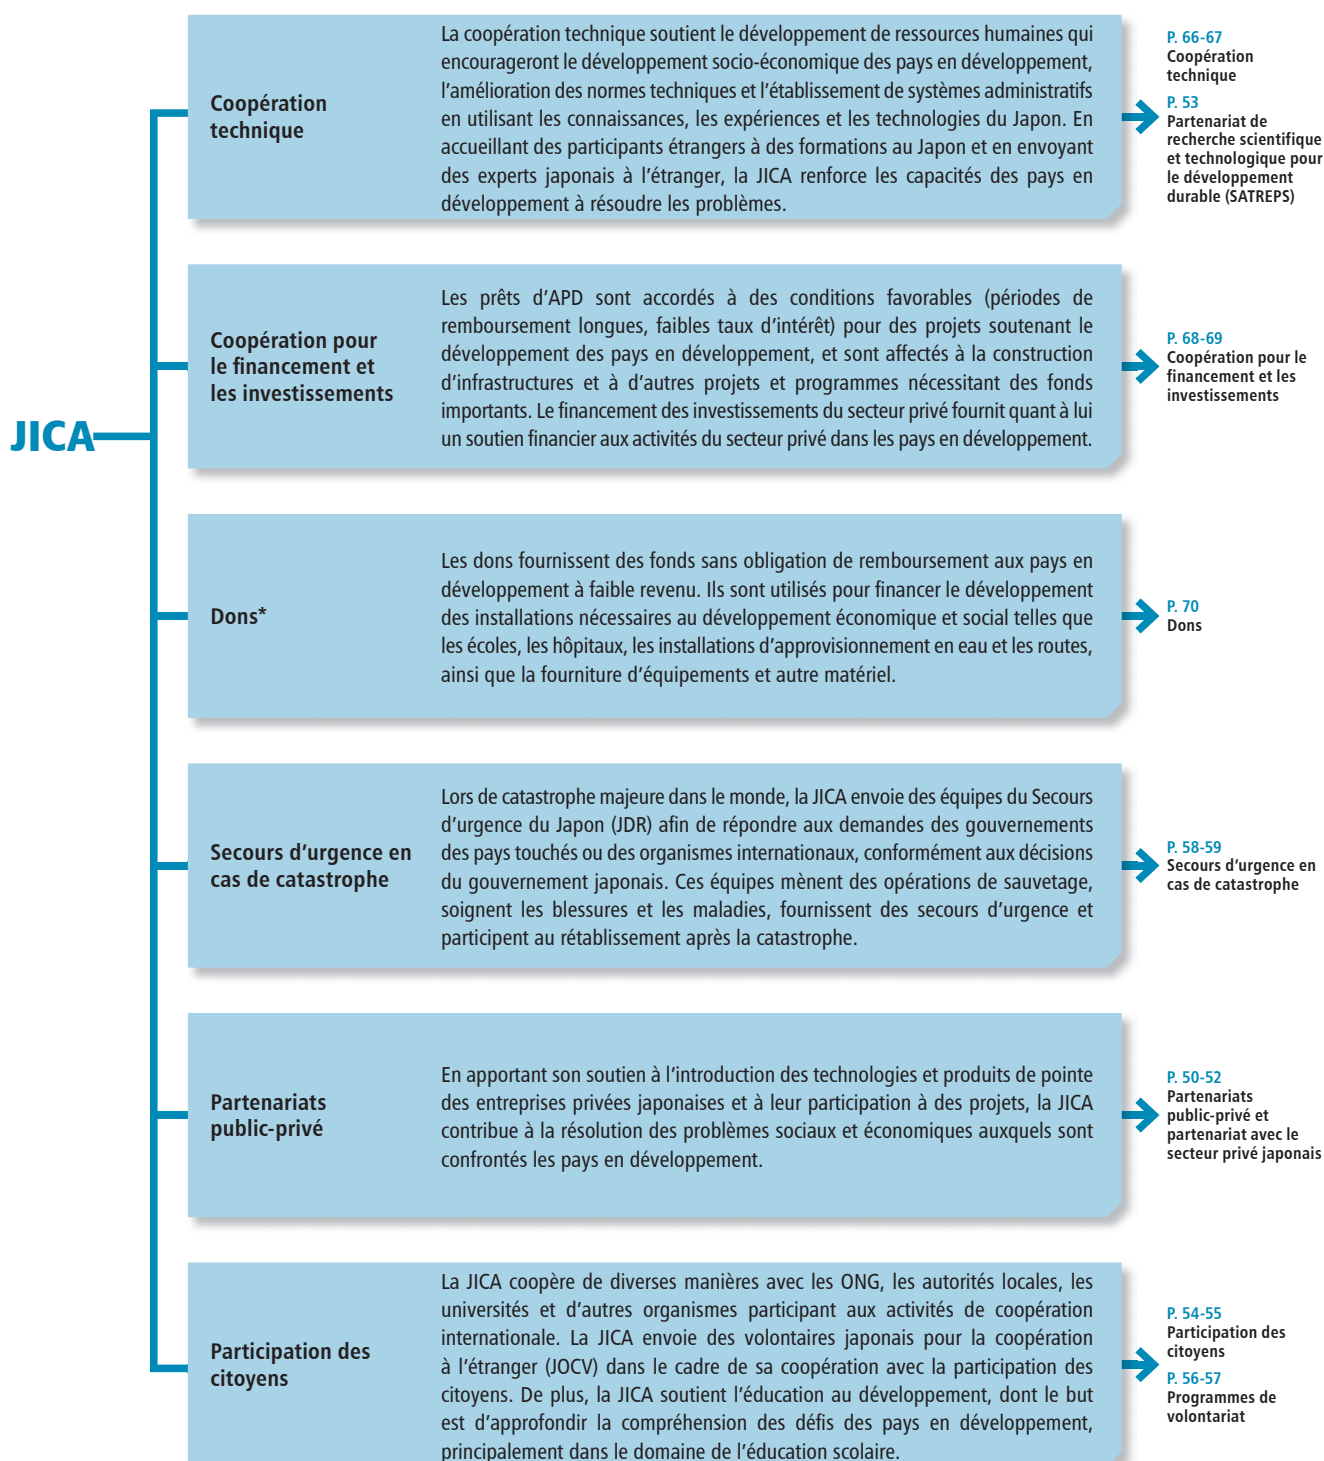 JICA
Coopération
technique
La coopération technique soutient le développement de ressources humaines qui
encourageront le développement socio-économique des pays en développement,
l’amélioration des normes techniques et l’établissement de systèmes administratifs
en utilisant les connaissances, les expériences et les technologies du Japon. En
accueillant des participants étrangers à des formations au Japon et en envoyant
des experts japonais à l’étranger, la JICA renforce les capacités des pays en
développement à résoudre les problèmes.
P. 66-67
Coopération
technique
P. 53
Partenariat de
recherche scientifique
et technologique pour
le développement
durable (SATREPS)
Coopération pour
le financement et
les investissements
Les prêts d’APD sont accordés à des conditions favorables (périodes de
remboursement longues, faibles taux d’intérêt) pour des projets soutenant le
développement des pays en développement, et sont affectés à la construction
d’infrastructures et à d’autres projets et programmes nécessitant des fonds
importants. Le financement des investissements du secteur privé fournit quant à lui
un soutien financier aux activités du secteur privé dans les pays en développement.
P. 68-69
Coopération pour le
financement et les
investissements
Dons*
Les dons fournissent des fonds sans obligation de remboursement aux pays en
développement à faible revenu. Ils sont utilisés pour financer le développement
des installations nécessaires au développement économique et social telles que
les écoles, les hôpitaux, les installations d’approvisionnement en eau et les routes,
ainsi que la fourniture d’équipements et autre matériel.
P. 70
Dons
Secours d’urgence en
cas de catastrophe
Lors de catastrophe majeure dans le monde, la JICA envoie des équipes du Secours
d’urgence du Japon (JDR) afin de répondre aux demandes des gouvernements
des pays touchés ou des organismes internationaux, conformément aux décisions
du gouvernement japonais. Ces équipes mènent des opérations de sauvetage,
soignent les blessures et les maladies, fournissent des secours d’urgence et
participent au rétablissement après la catastrophe.
P. 58-59
Secours d’urgence en
cas de catastrophe
Partenariats
public-privé
En apportant son soutien à l’introduction des technologies et produits de pointe
des entreprises privées japonaises et à leur participation à des projets, la JICA
contribue à la résolution des problèmes sociaux et économiques auxquels sont
confrontés les pays en développement.
P. 50-52
Partenariats
public-privé et
partenariat avec le
secteur privé japonais
Participation des
citoyens
La JICA coopère de diverses manières avec les ONG, les autorités locales, les
universités et d’autres organismes participant aux activités de coopération
internationale. La JICA envoie des volontaires japonais pour la coopération
à l’étranger (JOCV) dans le cadre de sa coopération avec la participation des
citoyens. De plus, la JICA soutient l’éducation au développement, dont le but
est d’approfondir la compréhension des défis des pays en développement,
principalement dans le domaine de l’éducation scolaire.
P. 54-55
Participation des
citoyens
P. 56-57
Programmes de
volontariat